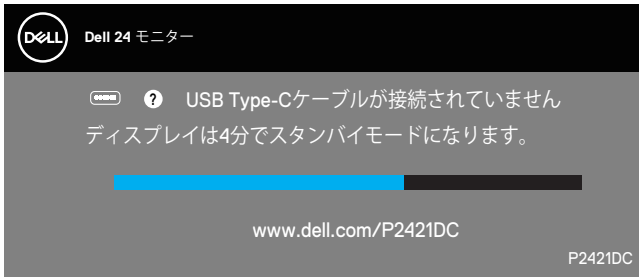 DELL
Dell 24 モニター
? USB Type-Cケーブルが接続されていません
ディスプレイは4分でスタンバイモードになります。
www.dell.com/P2421DC
P2421DC